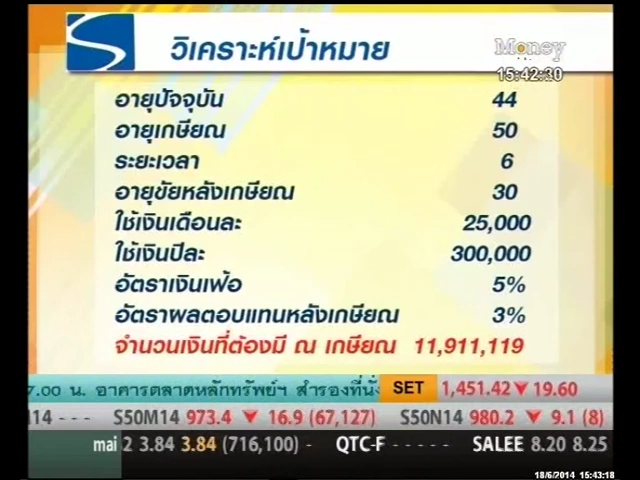 วิเคราะห์เป้าหมาย
Money
15:42:30
อายุปัจจุบัน 44
อายุเกษียณ 50
ระยะเวลา 6
อายุขัยหลังเกษียณ 30
ใช้เงินเดือนละ 25,000
ใช้เงินปีละ 300,000
อัตราเงินเฟ้อ 5%
อัตราผลตอบแทนหลังเกษียณ 3%
จำนวนเงินที่ต้องมี ณ เกษียณ 11,911,119
7.00 น. อาคารตลาดหลักทรัพย์ฯ สำรองที่นั่ง SET 1,451.42 ▼ 19.60
M14 - - - S50M14 973.4 ▼ 16.9 (67,127) S50N14 980.2 ▼ 9.1 (8)
mai 2 3.84 3.84 (716,100) - QTC-F - - - - - SALEE 8.20 8.25
18/6/2014 15:43:18